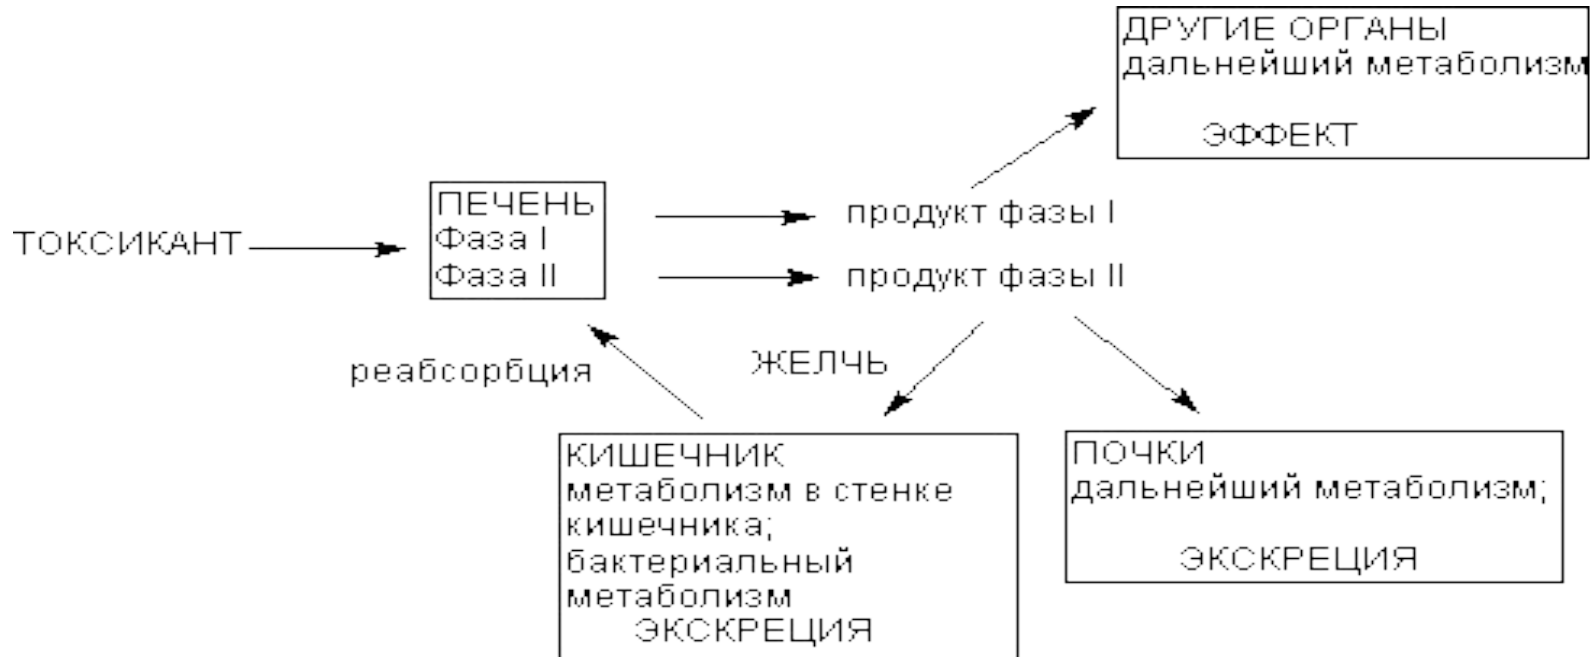 ДРУГИЕ ОРГАНЫ
дальнейший метаболизм
ЭФФЕКТ
ПЕЧЕНЬ
Фаза I
Фаза II
ТОКСИКАНТ
продукт фазы I
продукт фазы II
реабсорбция
ЖЕЛЧЬ
КИШЕЧНИК
метаболизм в стенке
кишечника;
бактериальный
метаболизм
ЭКСКРЕЦИЯ
ПОЧКИ
дальнейший метаболизм;
ЭКСКРЕЦИЯ